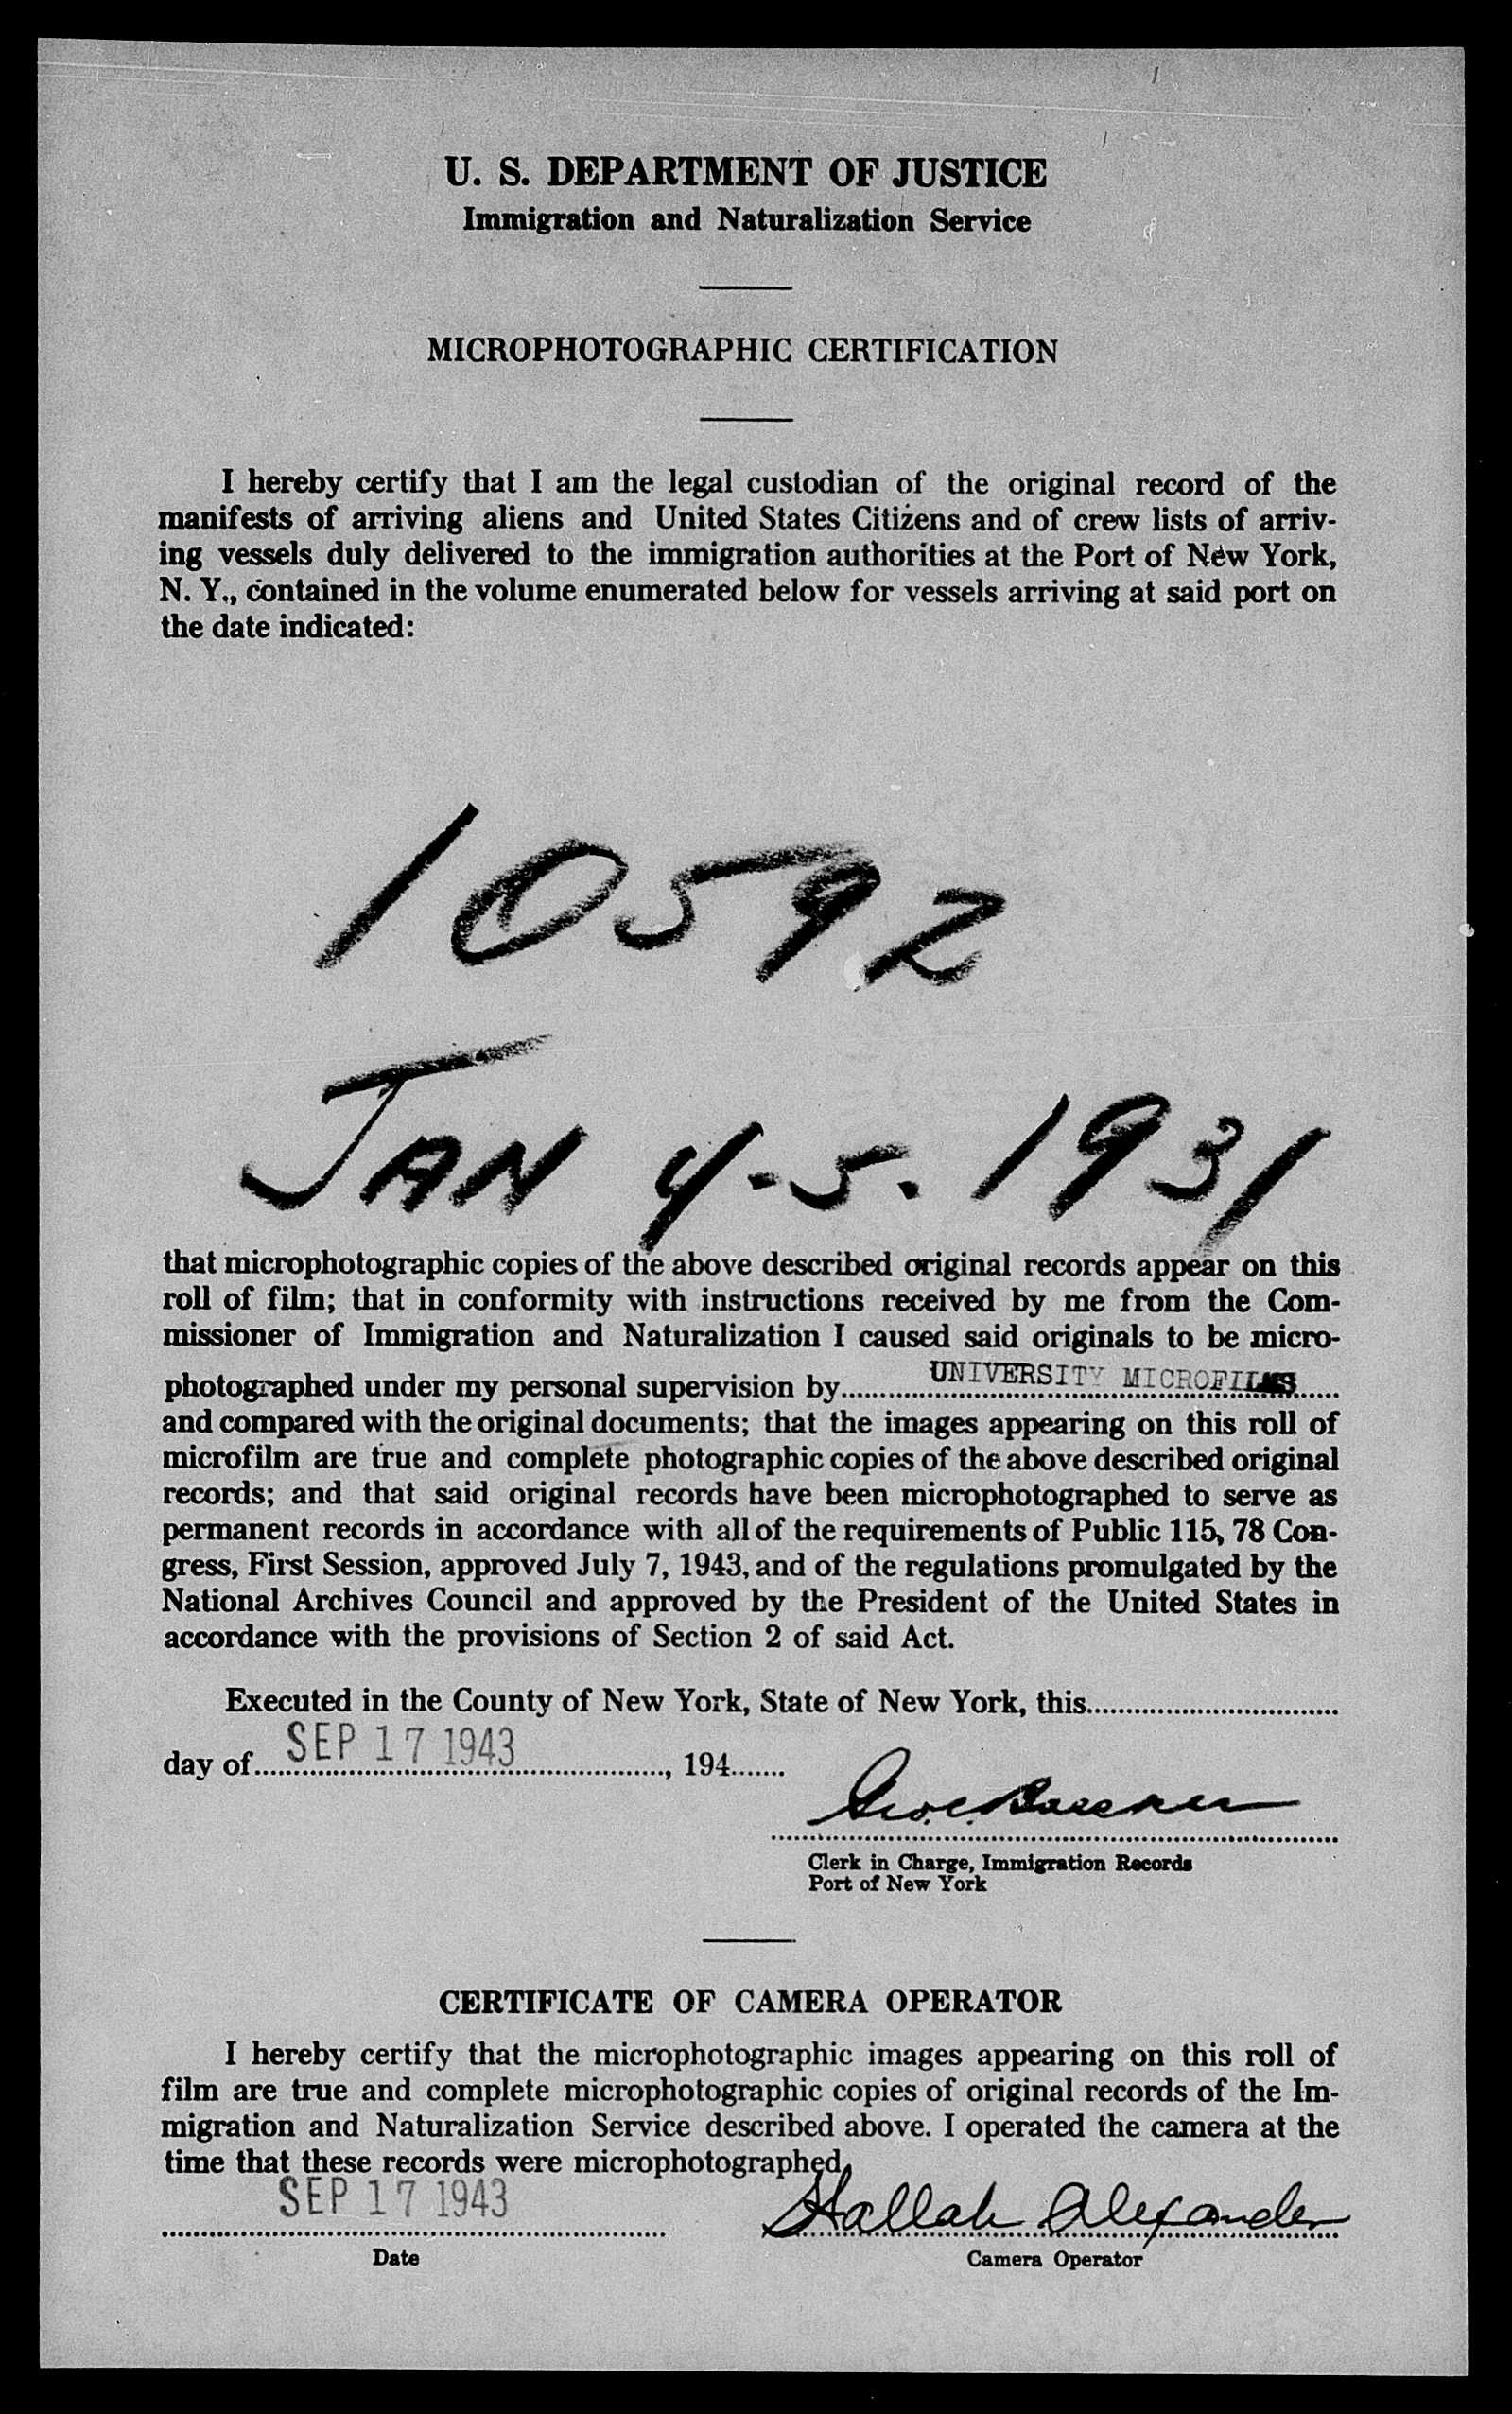 U. S. DEPARTMENT OF JUSTICE
Immigration and Naturalization Service
MICROPHOTOGRAPHIC CERTIFICATION
I hereby certify that I am the legal custodian of the original record of the
manifests of arriving aliens and United States Citizens and of crew lists of arriv-
ing vessels duly delivered to the immigration authorities at the Port of New York,
N. Y., contained in the volume enumerated below for vessels arriving at said port on
the date indicated:
10592
JAN 4-5. 1931
that microphotographic copies of the above described original records appear on this
roll of film; that in conformity with instructions received by me from the Com-
missioner of Immigration and Naturalization I caused said originals to be micro-
photographed under my personal supervision by UNIVERSITY MICROFILMS
and compared with the original documents; that the images appearing on this roll of
microfilm are true and complete photographic copies of the above described original
records; and that said original records have been microphotographed to serve as
permanent records in accordance with all of the requirements of Public 115, 78 Con-
gress, First Session, approved July 7, 1943, and of the regulations promulgated by the
National Archives Council and approved by the President of the United States in
accordance with the provisions of Section 2 of said Act.
Executed in the County of New York, State of New York, this
day of SEP 17 1943, 194
Clerk in Charge, Immigration Records
Port of New York
CERTIFICATE OF CAMERA OPERATOR
I hereby certify that the microphotographic images appearing on this roll of
film are true and complete microphotographic copies of original records of the Im-
migration and Naturalization Service described above. I operated the camera at the
time that these records were microphotographed.
SEP 17 1943 Hallah Alexander
Date Camera Operator